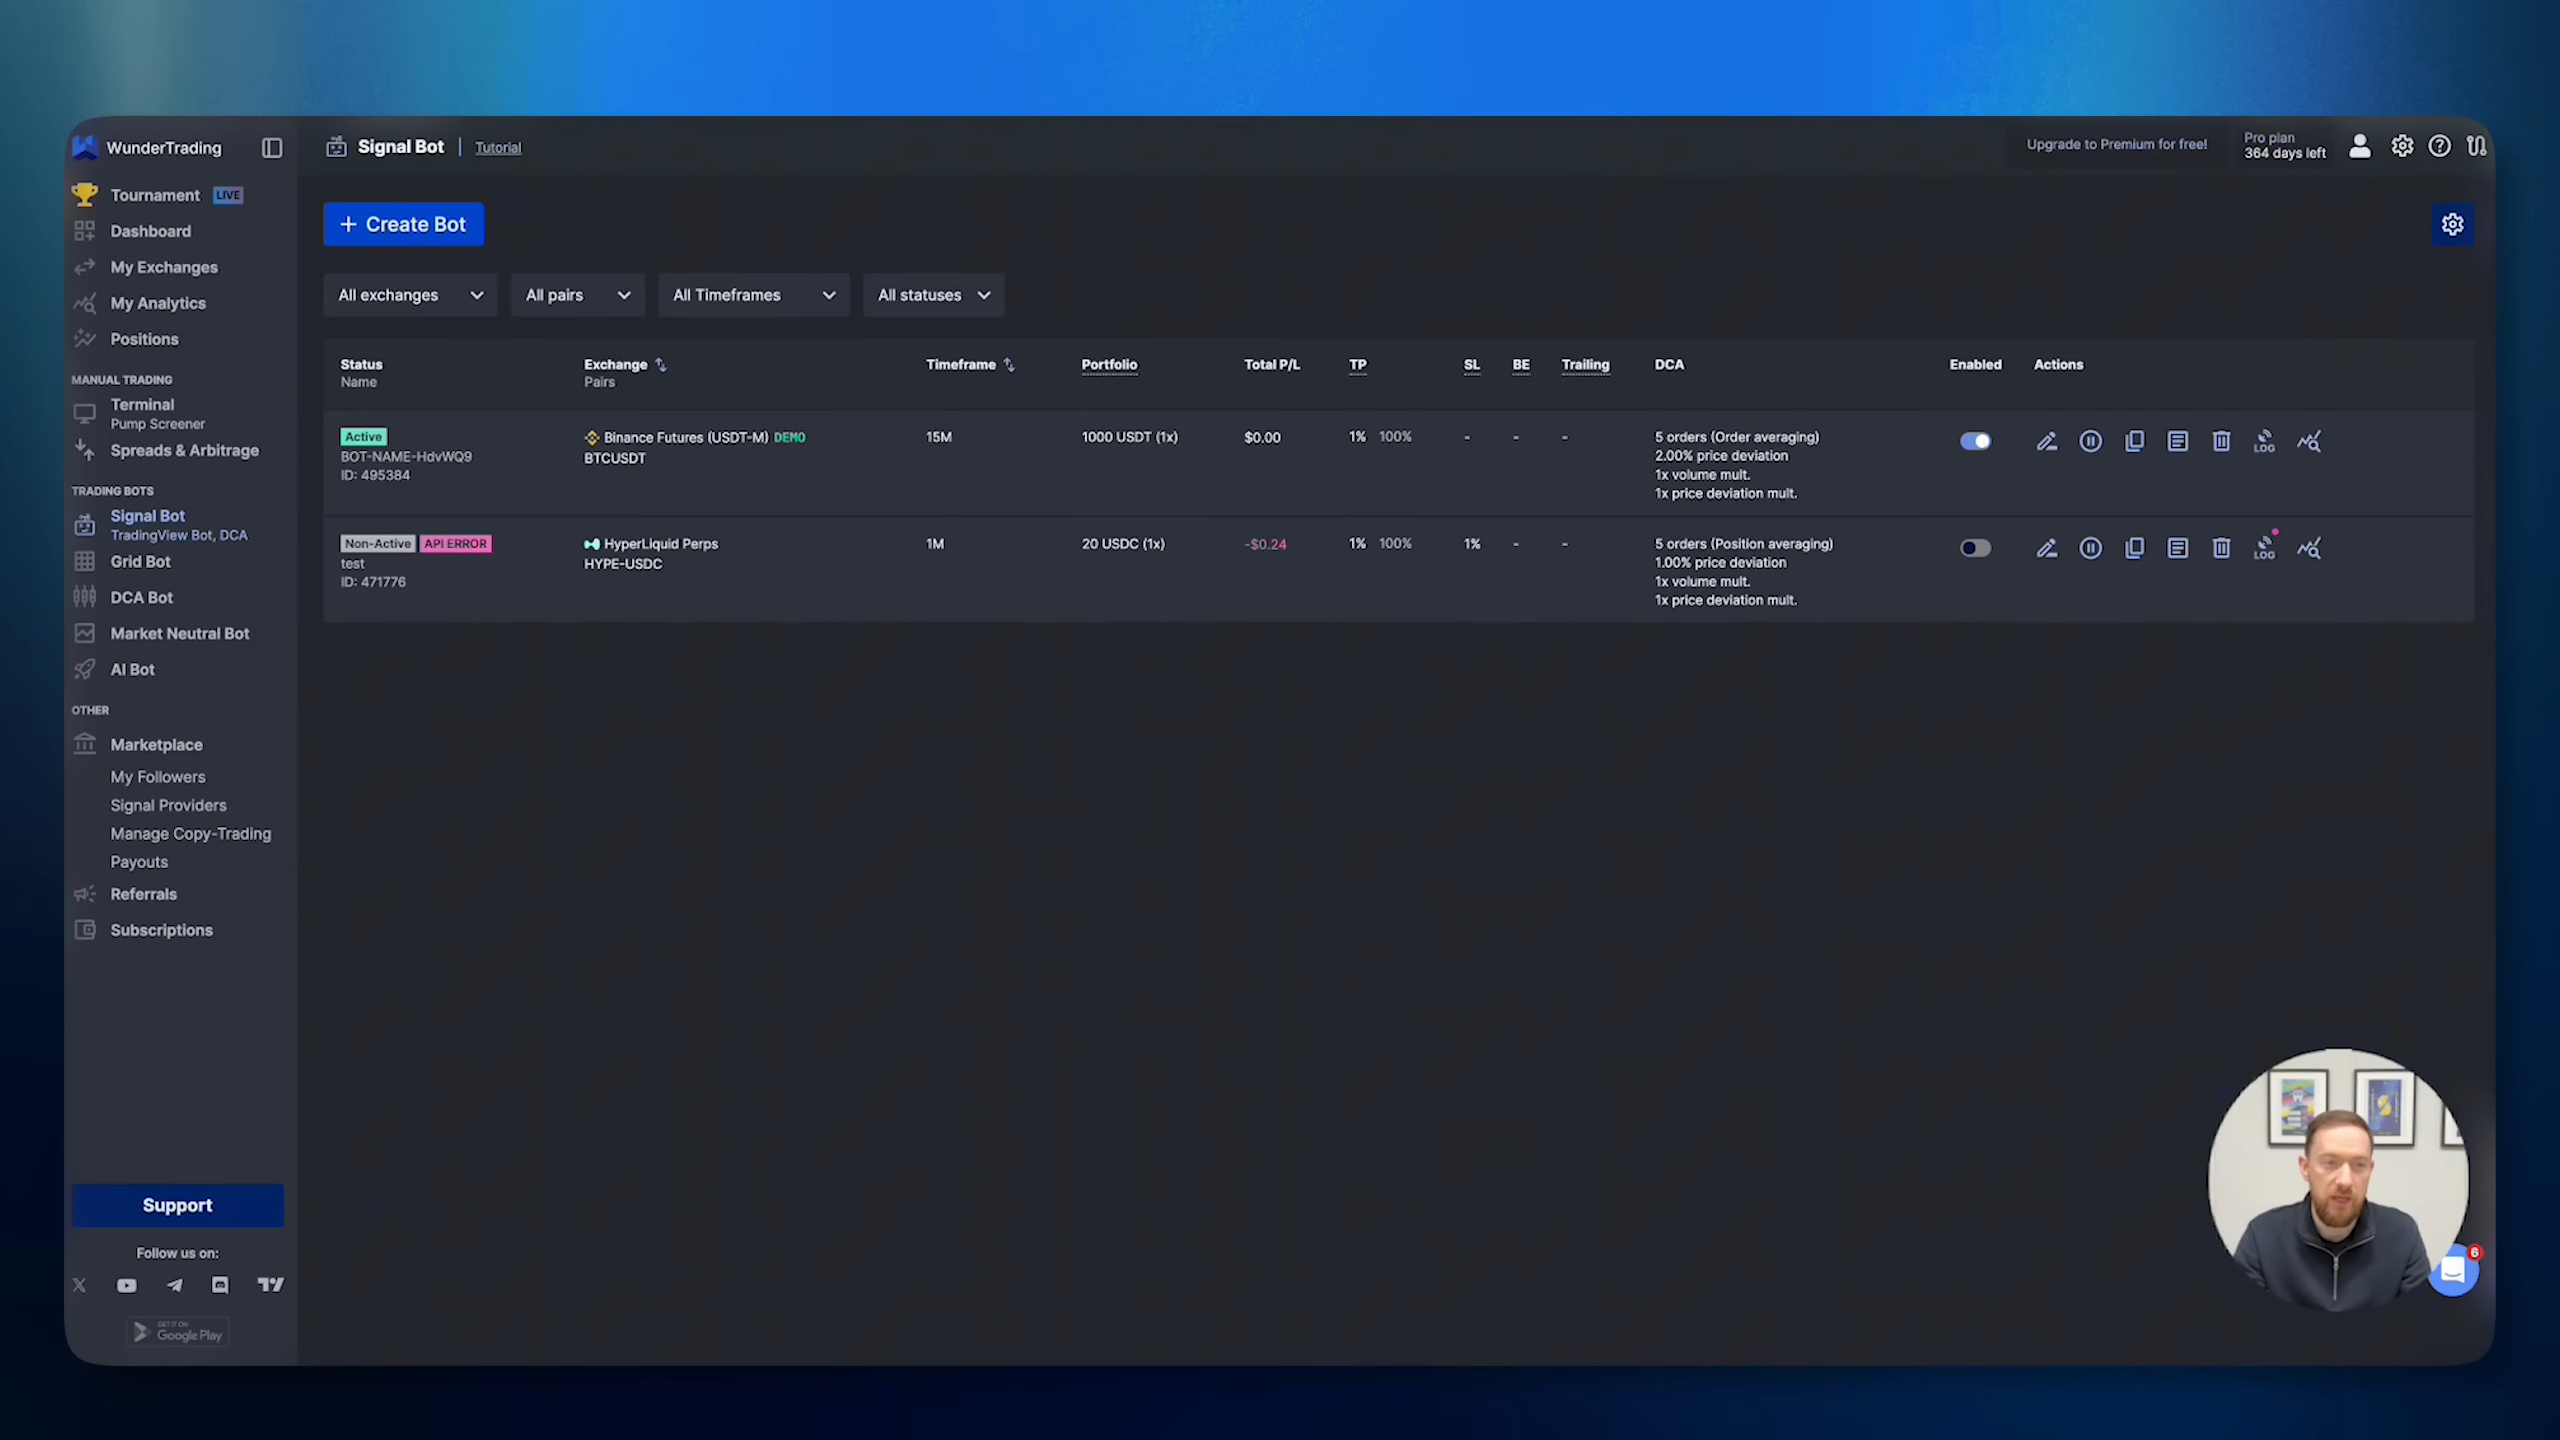 WunderTrading
Signal Bot | Tutorial
Upgrade to Premium for free!
Pro plan
364 days left
Tournament LIVE
Dashboard
My Exchanges
My Analytics
Positions
MANUAL TRADING
Terminal
Pump Screener
Spreads & Arbitrage
TRADING BOTS
Signal Bot
TradingView Bot, DCA
Grid Bot
DCA Bot
Market Neutral Bot
AI Bot
OTHER
Marketplace
My Followers
Signal Providers
Manage Copy-Trading
Payouts
Referrals
Subscriptions
Support
Follow us on:
GET IT ON
Google Play
+ Create Bot
All exchanges
All pairs
All Timeframes
All statuses
Status
Name
Exchange
Pairs
Timeframe
Portfolio
Total P/L
TP
SL
BE
Trailing
DCA
Enabled
Actions
Active
BOT-NAME-HdvWQ9
ID: 495384
Binance Futures (USDT-M) DEMO
BTCUSDT
15M
1000 USDT (1x)
$0.00
1% 100%
-
-
-
5 orders (Order averaging)
2.00% price deviation
1x volume mult.
1x price deviation mult.
LOG
Non-Active API ERROR
test
ID: 471776
HyperLiquid Perps
HYPE-USDC
1M
20 USDC (1x)
-$0.24
1% 100%
1%
-
-
5 orders (Position averaging)
1.00% price deviation
1x volume mult.
1x price deviation mult.
LOG
6